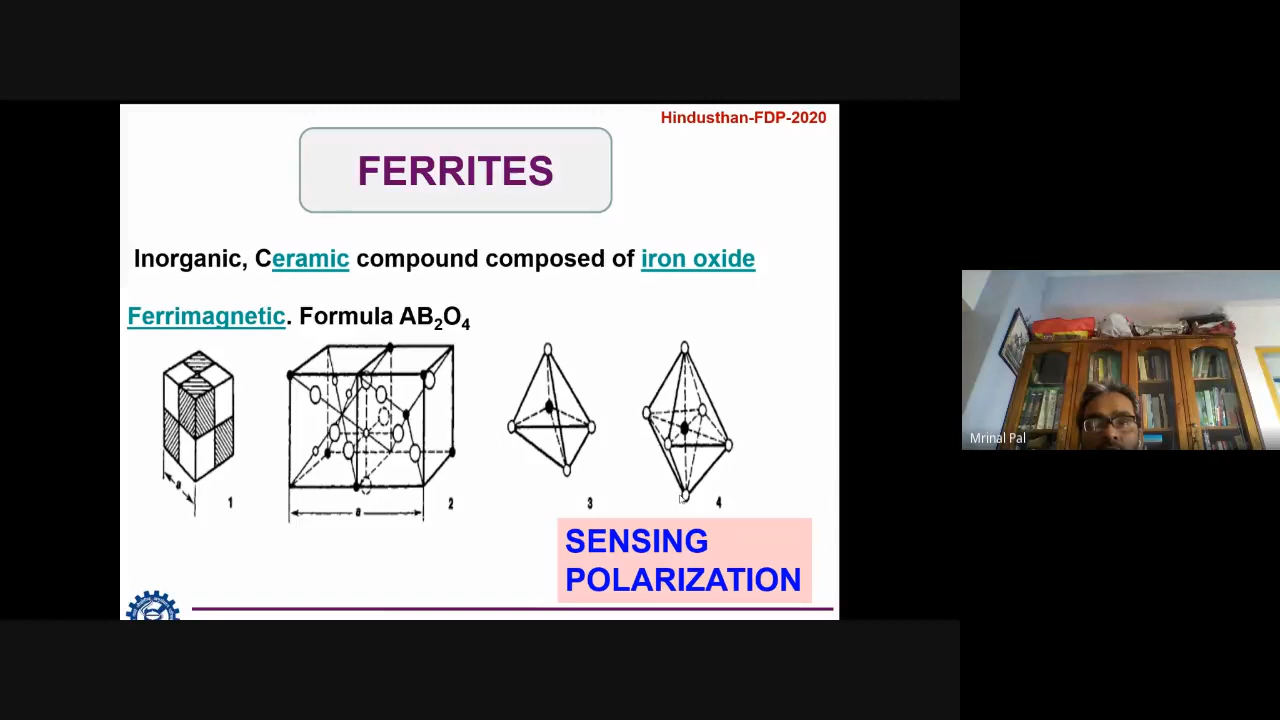 Hindusthan-FDP-2020
FERRITES
Inorganic, Ceramic compound composed of iron oxide
Ferrimagnetic. Formula AB₂O₄
a
1
a
2
3
4
SENSING
POLARIZATION
Mrinal Pal